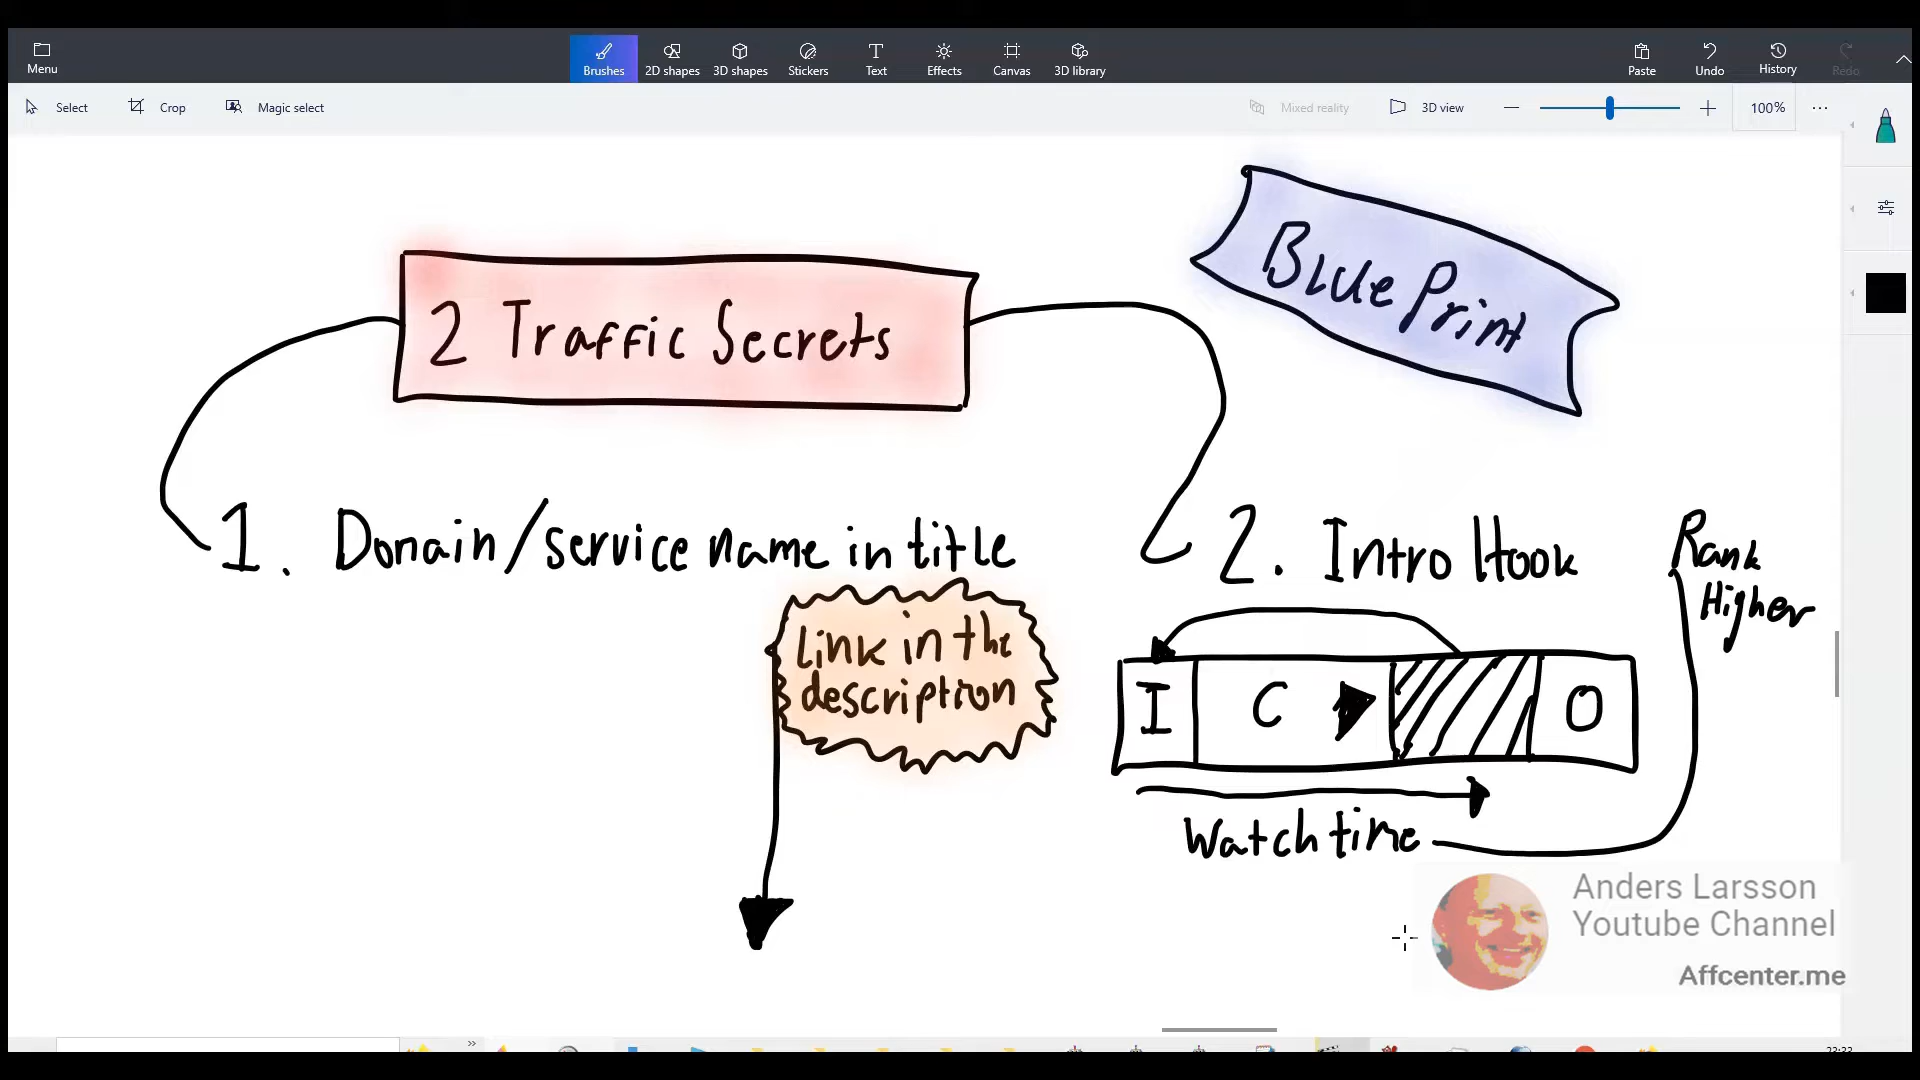 Menu
Brushes
2D shapes
3D shapes
Stickers
Text
Effects
Canvas
3D library
Paste
Undo
History
Redo
Select
Crop
Magic select
Mixed reality
3D view
100%
Blue Print
2 Traffic Secrets
1. Domain/service name in title
2. Intro Hook
Rank
Higher
Link in the
description
I C O
Watch time
Anders Larsson
Youtube Channel
Affcenter.me